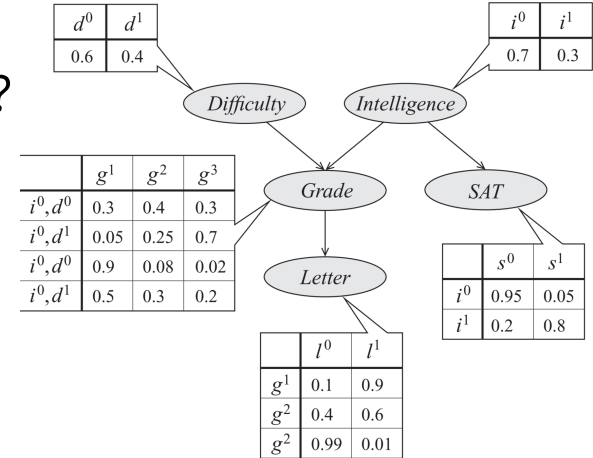 d⁰ d¹
0.6 0.4
i⁰ i¹
0.7 0.3
?
Difficulty
Intelligence
Grade
SAT
Letter
g¹ g² g³
i⁰, d⁰ 0.3 0.4 0.3
i⁰, d¹ 0.05 0.25 0.7
i⁰, d⁰ 0.9 0.08 0.02
i⁰, d¹ 0.5 0.3 0.2
s⁰ s¹
i⁰ 0.95 0.05
i¹ 0.2 0.8
l⁰ l¹
g¹ 0.1 0.9
g² 0.4 0.6
g² 0.99 0.01